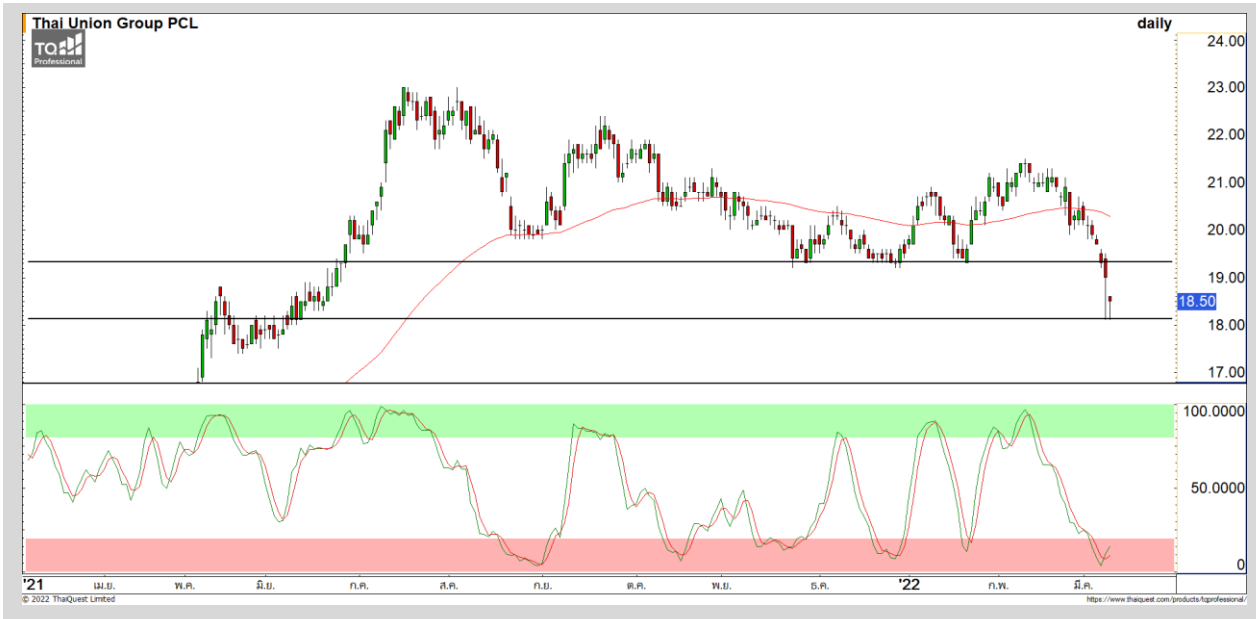 Thai Union Group PCL
daily
TQ
Professional
24.00
23.00
22.00
21.00
20.00
19.00
18.50
18.00
17.00
100.0000
50.0000
0
'21 เม.ย. พ.ค. มิ.ย. ก.ค. ส.ค. ก.ย. ต.ค. พ.ย. ธ.ค. '22 ก.พ. มี.ค.
© 2022 ThaiQuest Limited
https://www.thaiquest.com/products/tqprofessional/